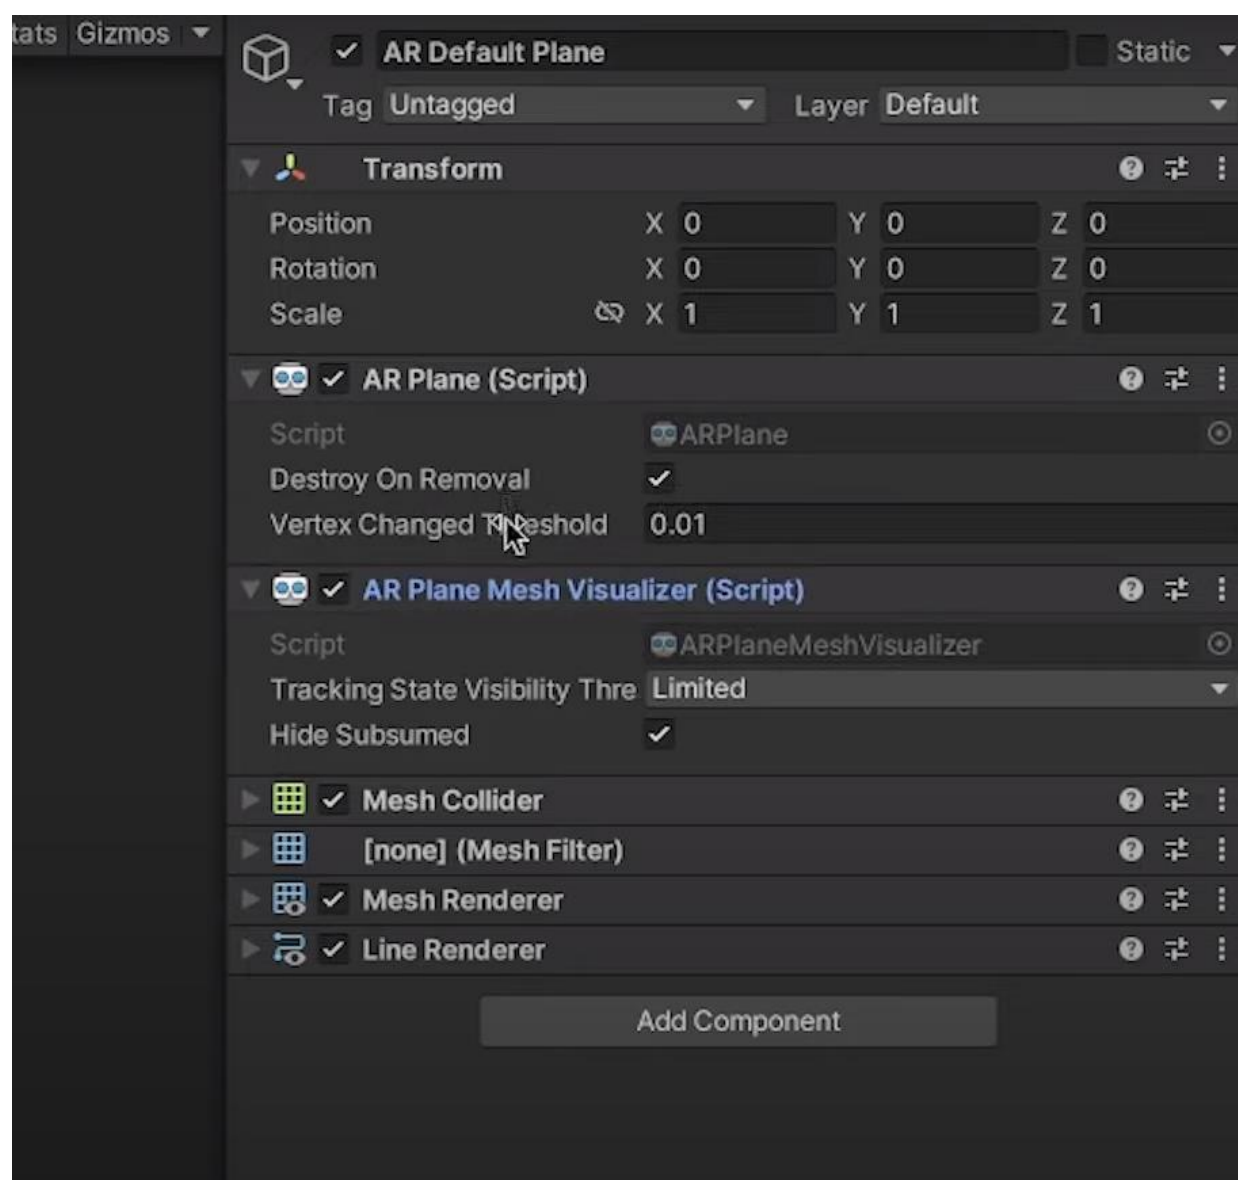 tats Gizmos
AR Default Plane Static
Tag Untagged Layer Default
Transform
Position X 0 Y 0 Z 0
Rotation X 0 Y 0 Z 0
Scale X 1 Y 1 Z 1
AR Plane (Script)
Script ARPlane
Destroy On Removal
Vertex Changed Threshold 0.01
AR Plane Mesh Visualizer (Script)
Script ARPlaneMeshVisualizer
Tracking State Visibility Thre Limited
Hide Subsumed
Mesh Collider
[none] (Mesh Filter)
Mesh Renderer
Line Renderer
Add Component